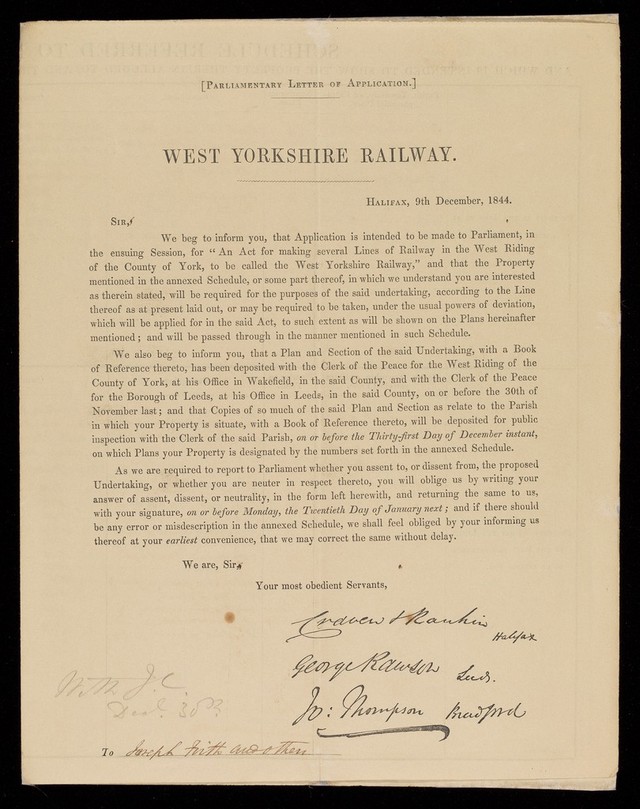 [Parliamentary Letter of Application.]
WEST YORKSHIRE RAILWAY.
Halifax, 9th December, 1844.
Sir,
We beg to inform you, that Application is intended to be made to Parliament, in
the ensuing Session, for "An Act for making several Lines of Railway in the West Riding
of the County of York, to be called the West Yorkshire Railway," and that the Property
mentioned in the annexed Schedule, or some part thereof, in which we understand you are interested
as therein stated, will be required for the purposes of the said undertaking, according to the Line
thereof as at present laid out, or may be required to be taken, under the usual powers of deviation,
which will be applied for in the said Act, to such extent as will be shown on the Plans hereinafter
mentioned; and will be passed through in the manner mentioned in such Schedule.
We also beg to inform you, that a Plan and Section of the said Undertaking, with a Book
of Reference thereto, has been deposited with the Clerk of the Peace for the West Riding of the
County of York, at his Office in Wakefield, in the said County, and with the Clerk of the Peace
for the Borough of Leeds, at his Office in Leeds, in the said County, on or before the 30th of
November last; and that Copies of so much of the said Plan and Section as relate to the Parish
in which your Property is situate, with a Book of Reference thereto, will be deposited for public
inspection with the Clerk of the said Parish, on or before the Thirty-first Day of December instant,
on which Plans your Property is designated by the numbers set forth in the annexed Schedule.
As we are required to report to Parliament whether you assent to, or dissent from, the proposed
Undertaking, or whether you are neuter in respect thereto, you will oblige us by writing your
answer of assent, dissent, or neutrality, in the form left herewith, and returning the same to us,
with your signature, on or before Monday, the Twentieth Day of January next; and if there should
be any error or misdescription in the annexed Schedule, we shall feel obliged by your informing us
thereof at your earliest convenience, that we may correct the same without delay.
We are, Sir,
Your most obedient Servants,
Craven & Rankin
Halifax
George Rawson Leeds.
Jo: Thompson Bradford
To Joseph Firth and others